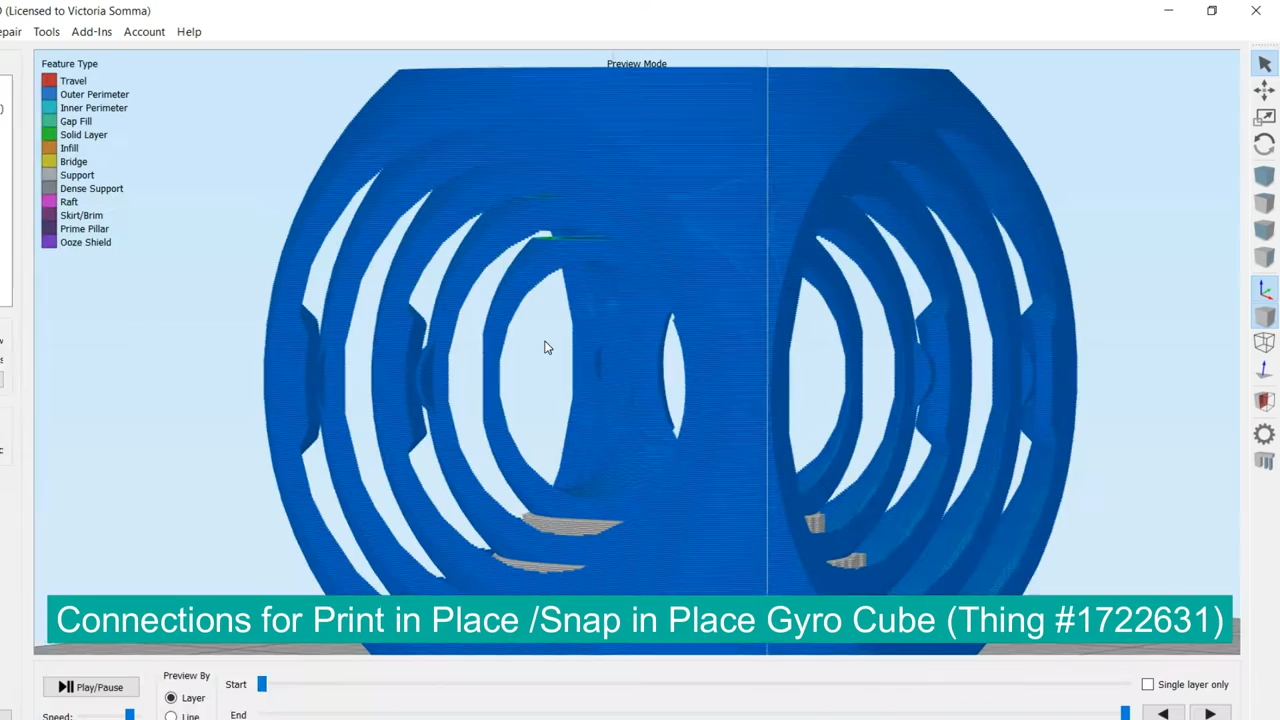 (Licensed to Victoria Somma)
Tools Add-Ins Account Help
Feature Type
Preview Mode
Travel
Outer Perimeter
Inner Perimeter
Gap Fill
Solid Layer
Infill
Bridge
Support
Dense Support
Raft
Skirt/Brim
Prime Pillar
Ooze Shield
Connections for Print in Place /Snap in Place Gyro Cube (Thing #1722631)
Play/Pause
Preview By
Start
Single layer only
Layer
Speed:
Line
End